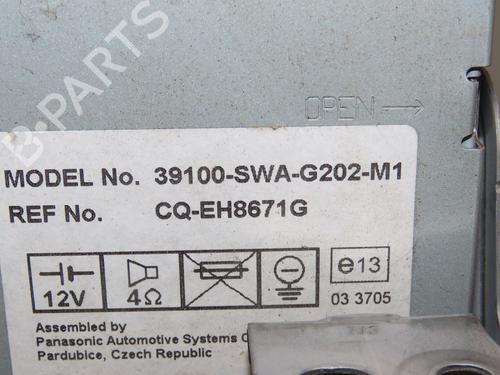 B-PARTS
OPEN
MODEL No. 39100-SWA-G202-M1
REF No. CQ-EH8671G
12V 4Ω e13
03 3705
Assembled by
Panasonic Automotive Systems
Pardubice, Czech Republic